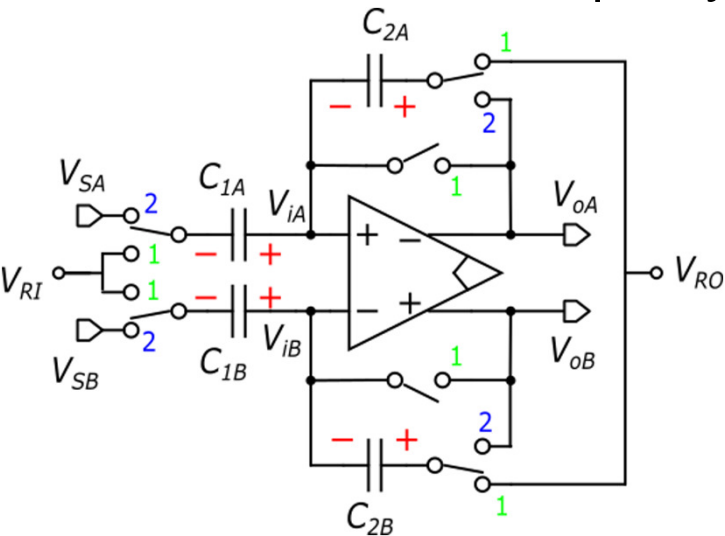 C2A
1
− +
2
VSA
2
C1A
ViA
1
VoA
− +
+ −
VRI
1
− +
− +
VRO
2
VSB
C1B
ViB
1
VoB
2
− +
C2B
1